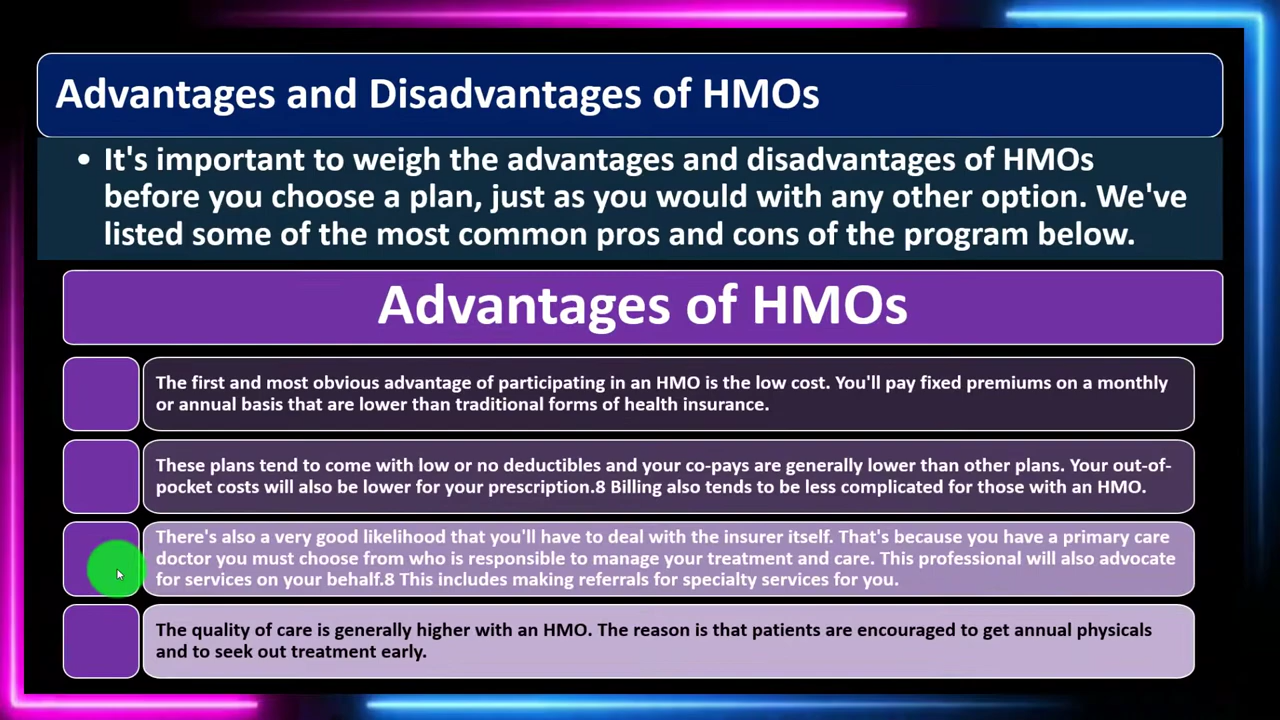 Advantages and Disadvantages of HMOs
• It's important to weigh the advantages and disadvantages of HMOs
before you choose a plan, just as you would with any other option. We've
listed some of the most common pros and cons of the program below.
Advantages of HMOs
The first and most obvious advantage of participating in an HMO is the low cost. You'll pay fixed premiums on a monthly
or annual basis that are lower than traditional forms of health insurance.
These plans tend to come with low or no deductibles and your co-pays are generally lower than other plans. Your out-of-
pocket costs will also be lower for your prescription.8 Billing also tends to be less complicated for those with an HMO.
There's also a very good likelihood that you'll have to deal with the insurer itself. That's because you have a primary care
doctor you must choose from who is responsible to manage your treatment and care. This professional will also advocate
for services on your behalf.8 This includes making referrals for specialty services for you.
The quality of care is generally higher with an HMO. The reason is that patients are encouraged to get annual physicals
and to seek out treatment early.